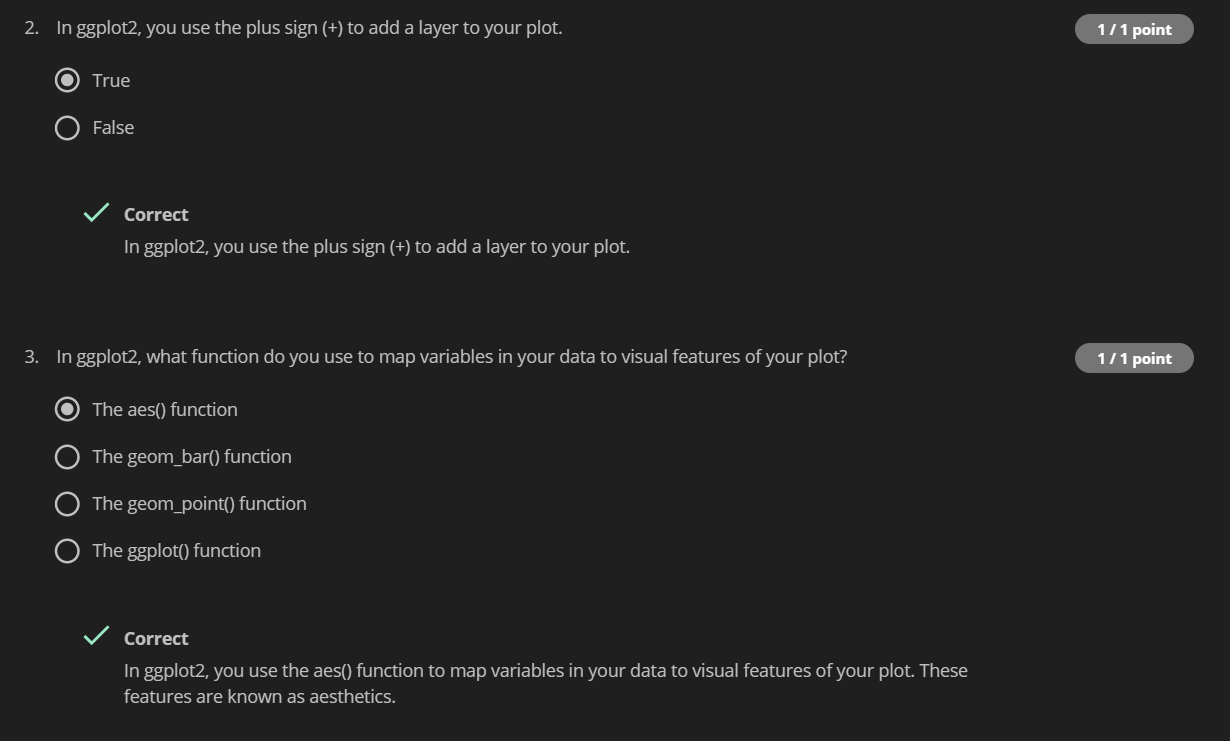 2. In ggplot2, you use the plus sign (+) to add a layer to your plot.
1 / 1 point
True
False
Correct
In ggplot2, you use the plus sign (+) to add a layer to your plot.
3. In ggplot2, what function do you use to map variables in your data to visual features of your plot?
1 / 1 point
The aes() function
The geom_bar() function
The geom_point() function
The ggplot() function
Correct
In ggplot2, you use the aes() function to map variables in your data to visual features of your plot. These
features are known as aesthetics.